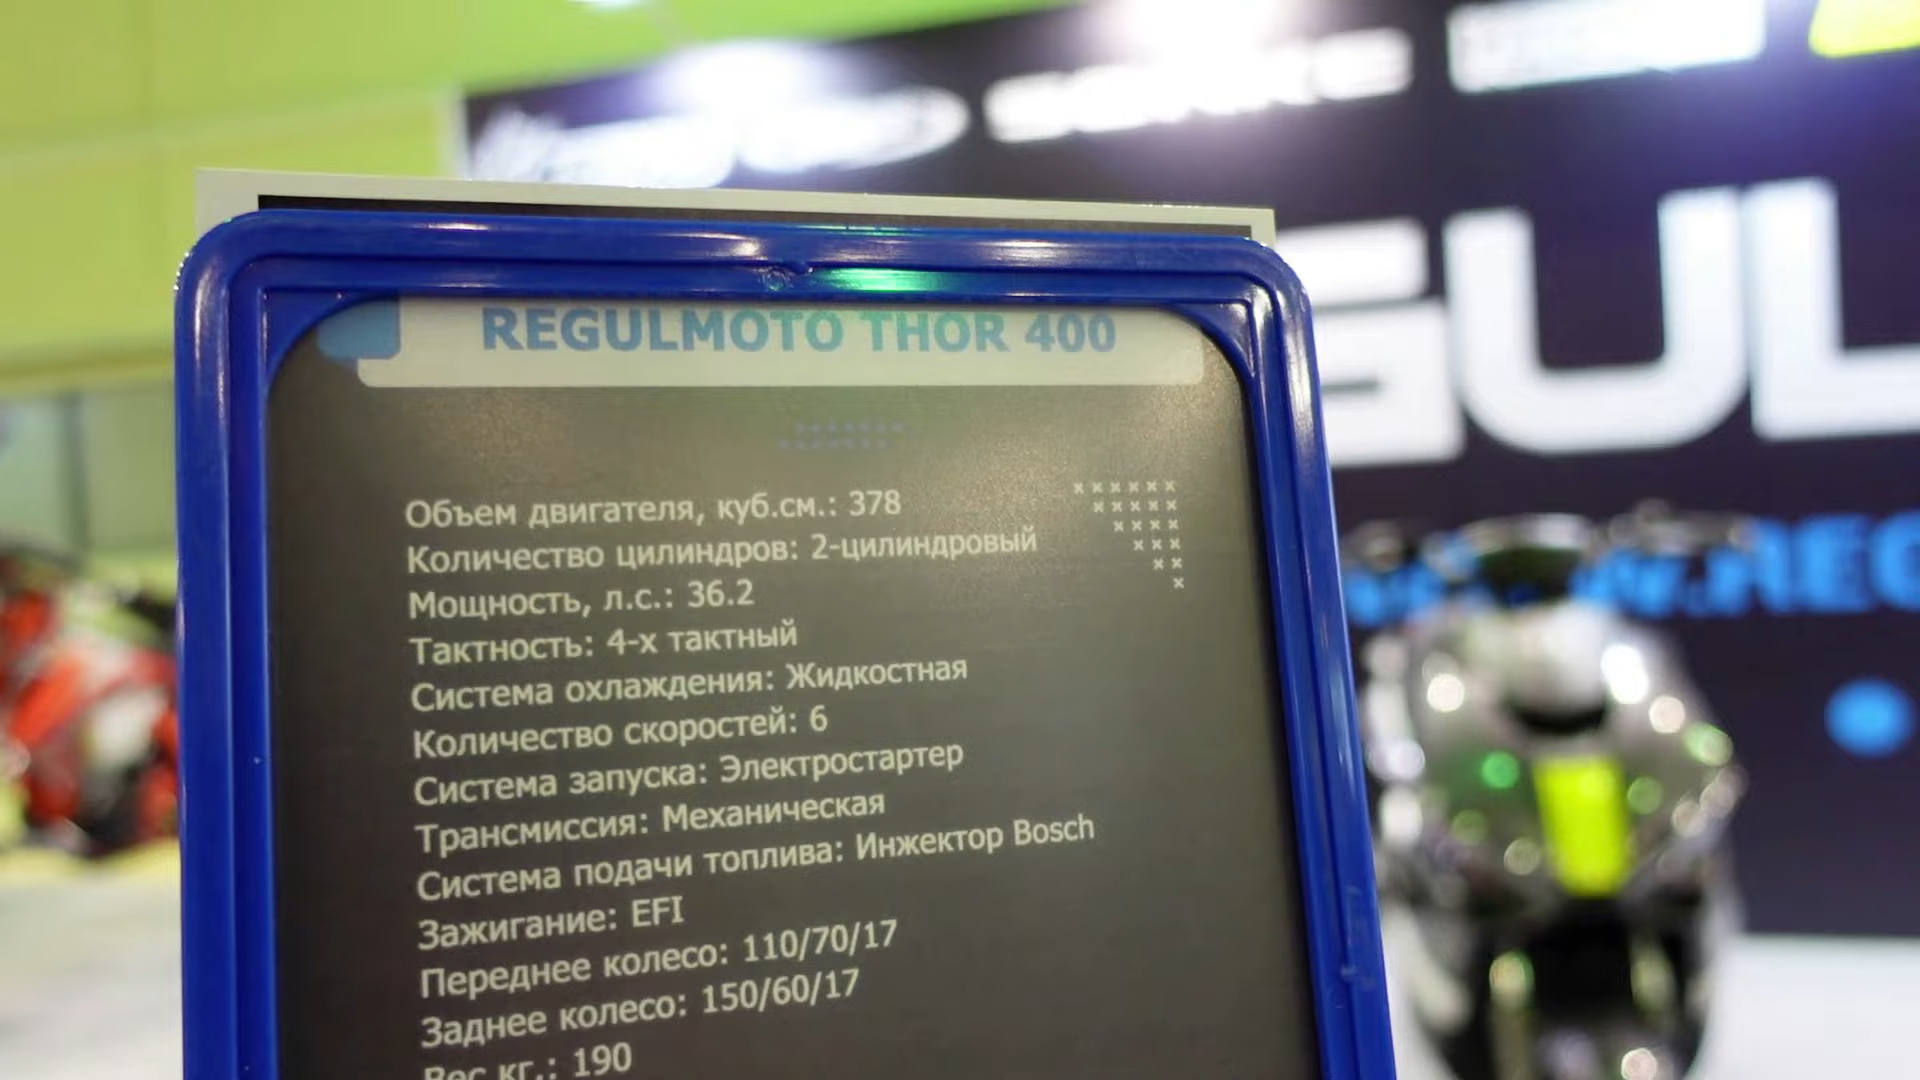 GUL
REGULMOTO THOR 400
Объем двигателя, куб.см.: 378
Количество цилиндров: 2-цилиндровый
Мощность, л.с.: 36.2
Тактность: 4-х тактный
Система охлаждения: Жидкостная
Количество скоростей: 6
Система запуска: Электростартер
Трансмиссия: Механическая
Система подачи топлива: Инжектор Bosch
Зажигание: EFI
Переднее колесо: 110/70/17
Заднее колесо: 150/60/17
Вес кг.: 190